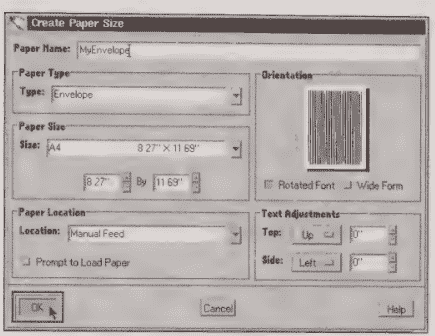 Create Paper Size
Paper Name: MyEnvelope
Paper Type
Type: Envelope
Orientation
Paper Size
Size: A4 8.27" X 11.69"
8.27" By 11.69"
Rotated Font Wide Form
Paper Location
Location: Manual Feed
Prompt to Load Paper
Text Adjustments
Top: Up 0"
Side: Left 0"
OK Cancel Help